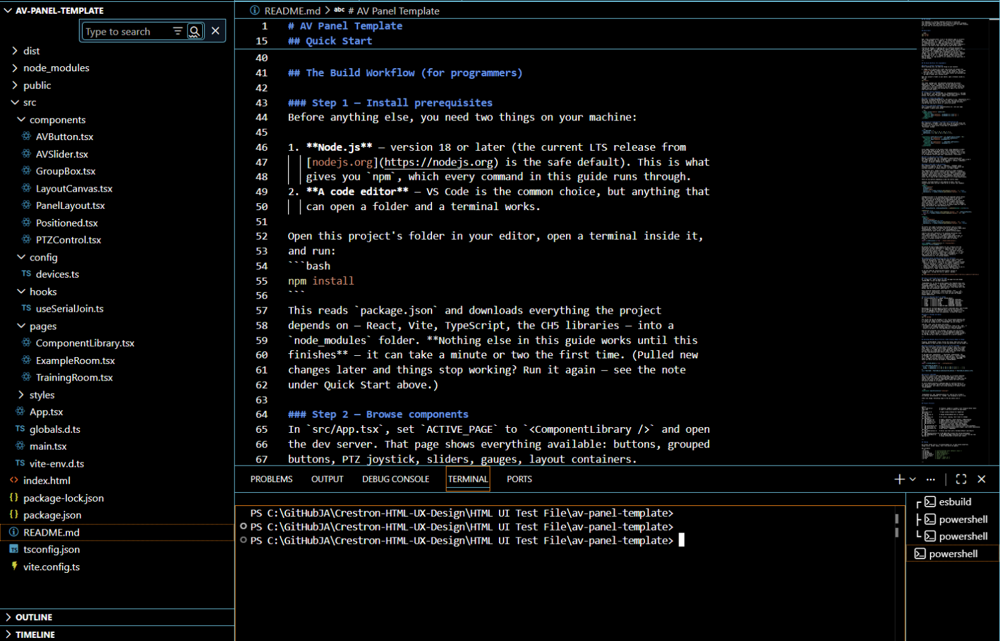 AV-PANEL-TEMPLATE
Type to search
dist
node_modules
public
src
components
AVButton.tsx
AVSlider.tsx
GroupBox.tsx
LayoutCanvas.tsx
PanelLayout.tsx
Positioned.tsx
PTZControl.tsx
config
TS devices.ts
hooks
TS useSerialJoin.ts
pages
ComponentLibrary.tsx
ExampleRoom.tsx
TrainingRoom.tsx
styles
App.tsx
TS globals.d.ts
main.tsx
TS vite-env.d.ts
<> index.html
{} package-lock.json
{} package.json
README.md
TS tsconfig.json
vite.config.ts
OUTLINE
TIMELINE
README.md > abc # AV Panel Template
1 # AV Panel Template
15 ## Quick Start
40
41 ## The Build Workflow (for programmers)
42
43 ### Step 1 — Install prerequisites
44 Before anything else, you need two things on your machine:
45
46 1. **Node.js** — version 18 or later (the current LTS release from
47 [nodejs.org](https://nodejs.org) is the safe default). This is what
48 gives you `npm`, which every command in this guide runs through.
49 2. **A code editor** — VS Code is the common choice, but anything that
50 can open a folder and a terminal works.
51
52 Open this project's folder in your editor, open a terminal inside it,
53 and run:
54 ```bash
55 npm install
56 ```
57 This reads `package.json` and downloads everything the project
58 depends on — React, Vite, TypeScript, the CH5 libraries — into a
59 `node_modules` folder. **Nothing else in this guide works until this
60 finishes** — it can take a minute or two the first time. (Pulled new
61 changes later and things stop working? Run it again — see the note
62 under Quick Start above.)
63
64 ### Step 2 — Browse components
65 In `src/App.tsx`, set `ACTIVE_PAGE` to `<ComponentLibrary />` and open
66 the dev server. That page shows everything available: buttons, grouped
67 buttons, PTZ joystick, sliders, gauges, layout containers.
PROBLEMS OUTPUT DEBUG CONSOLE TERMINAL PORTS
PS C:\GitHubJA\Crestron-HTML-UX-Design\HTML UI Test File\av-panel-template>
PS C:\GitHubJA\Crestron-HTML-UX-Design\HTML UI Test File\av-panel-template>
PS C:\GitHubJA\Crestron-HTML-UX-Design\HTML UI Test File\av-panel-template>
esbuild
powershell
powershell
powershell